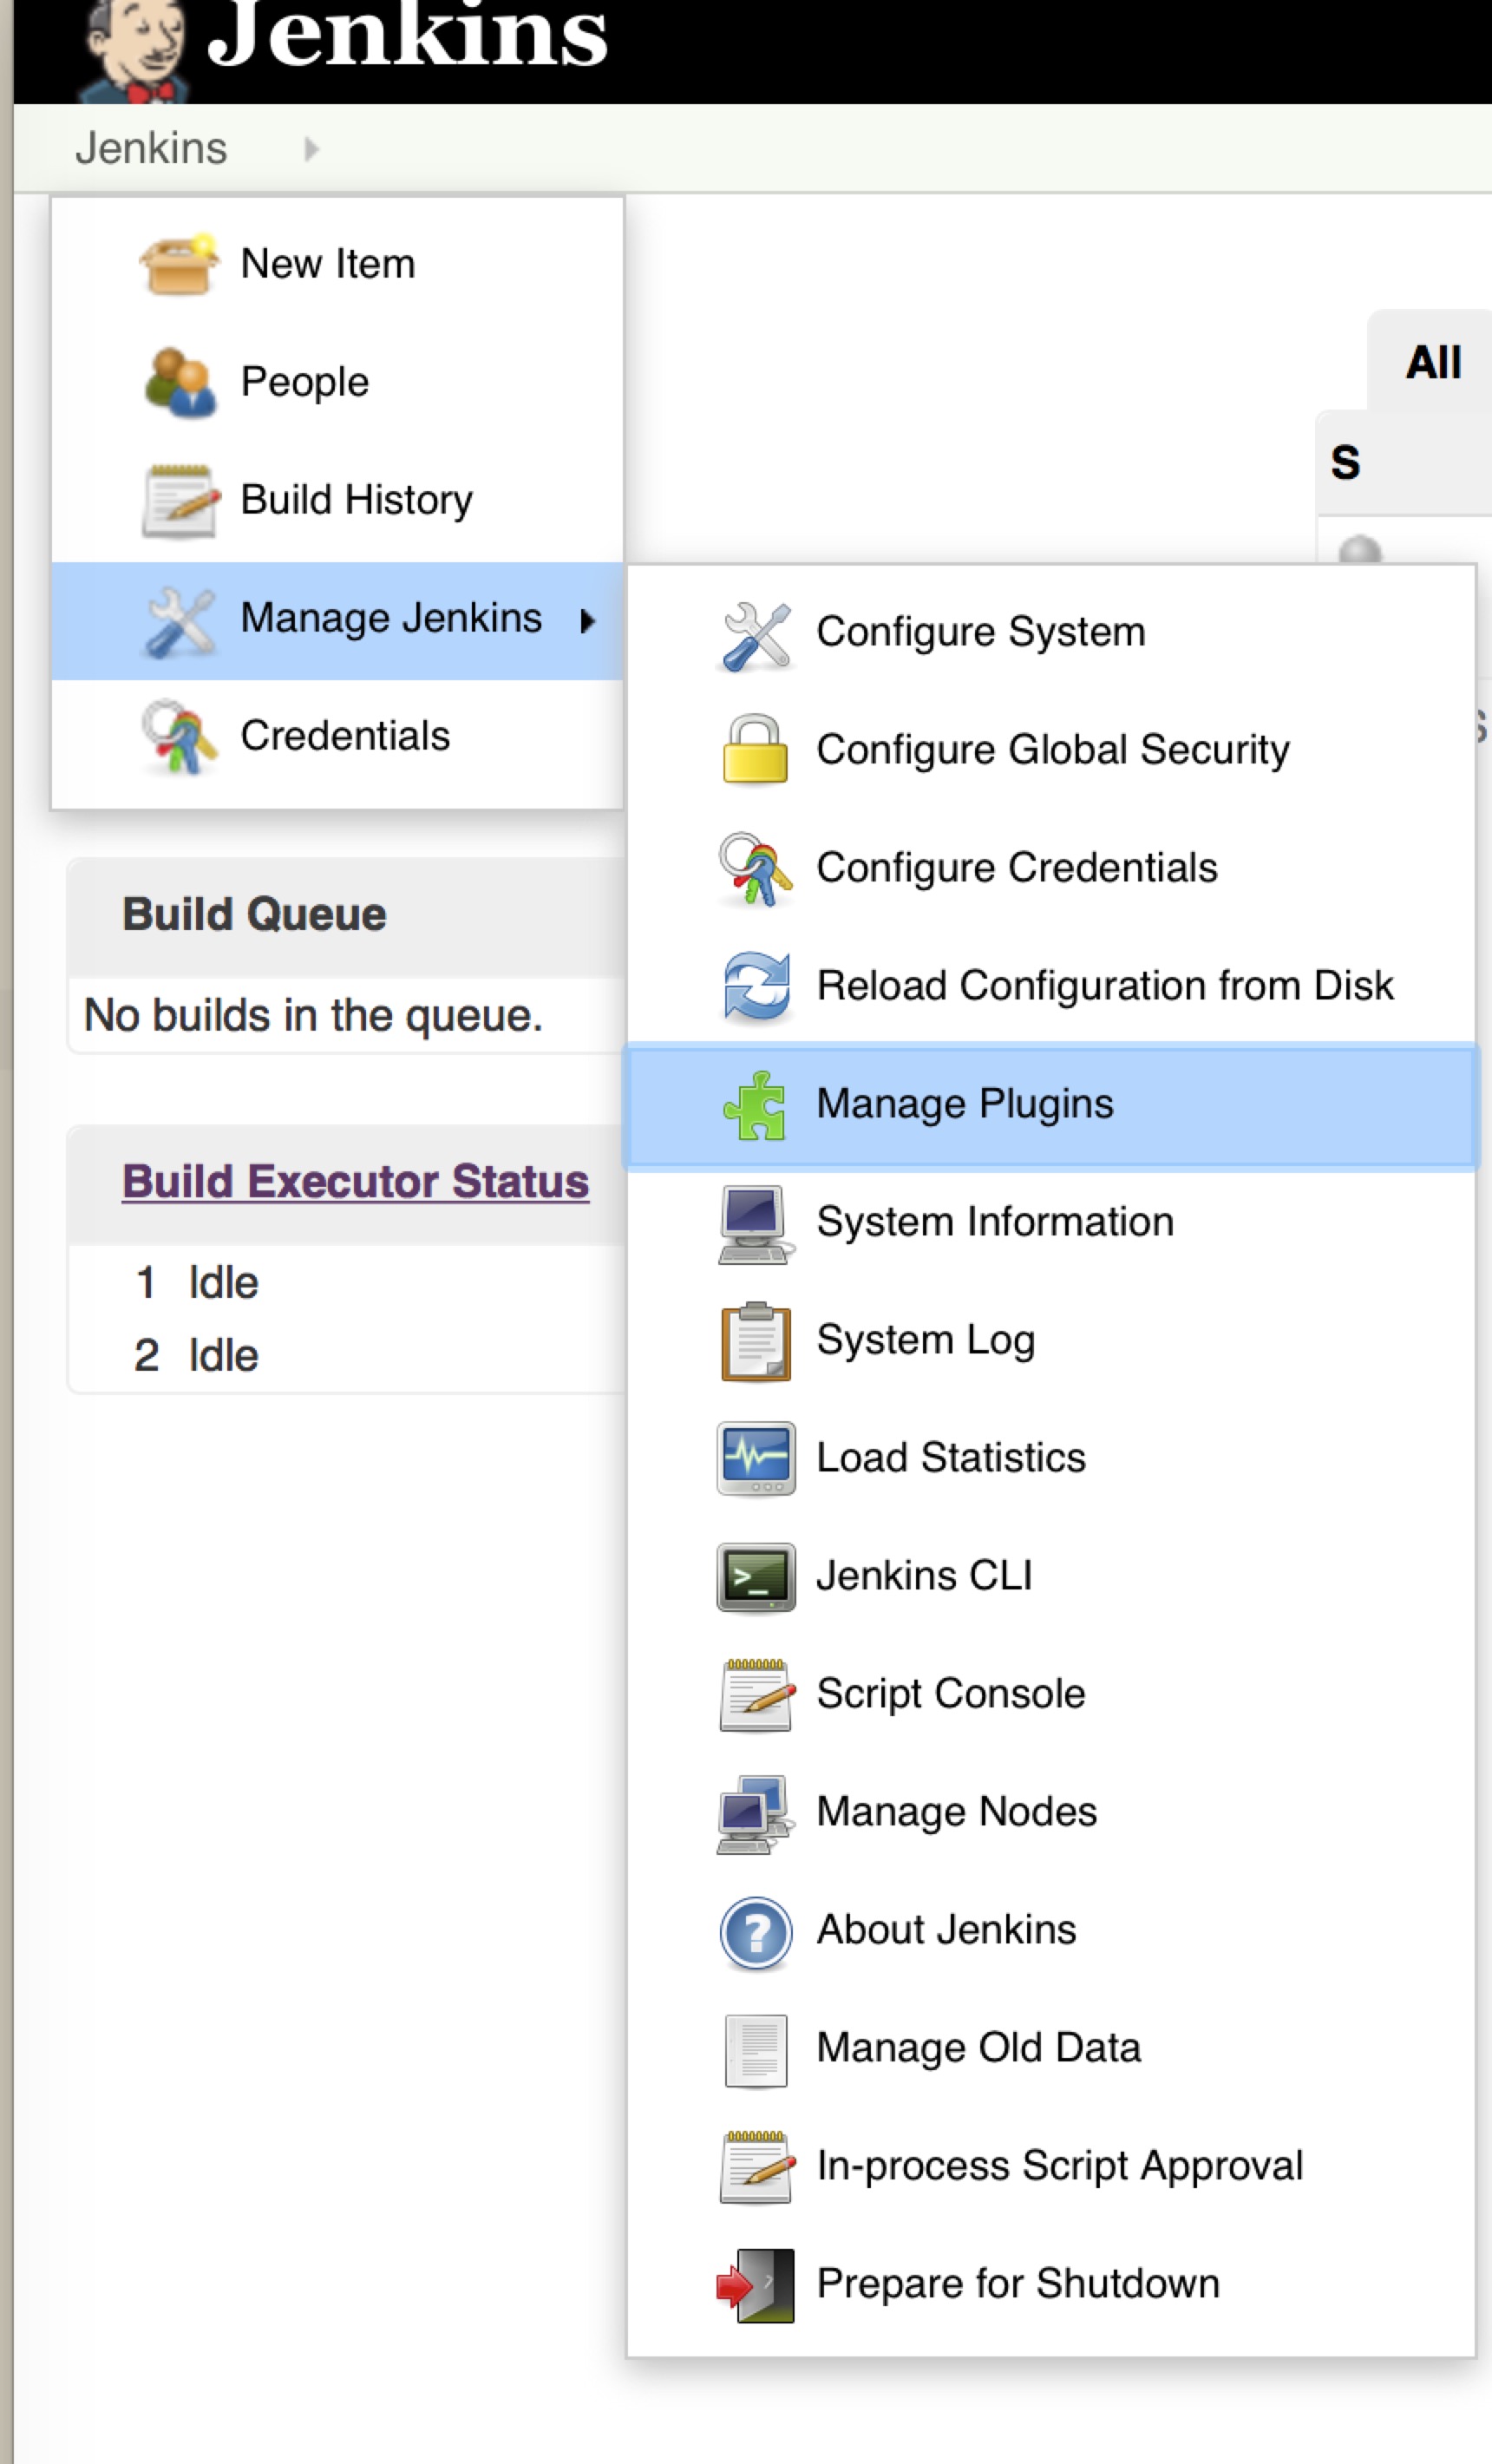 Jenkins
Jenkins
New Item
People
Build History
Manage Jenkins
Credentials
All
S
Configure System
Configure Global Security
Configure Credentials
Reload Configuration from Disk
Manage Plugins
System Information
System Log
Load Statistics
Jenkins CLI
Script Console
Manage Nodes
About Jenkins
Manage Old Data
In-process Script Approval
Prepare for Shutdown
Build Queue
No builds in the queue.
Build Executor Status
1 Idle
2 Idle